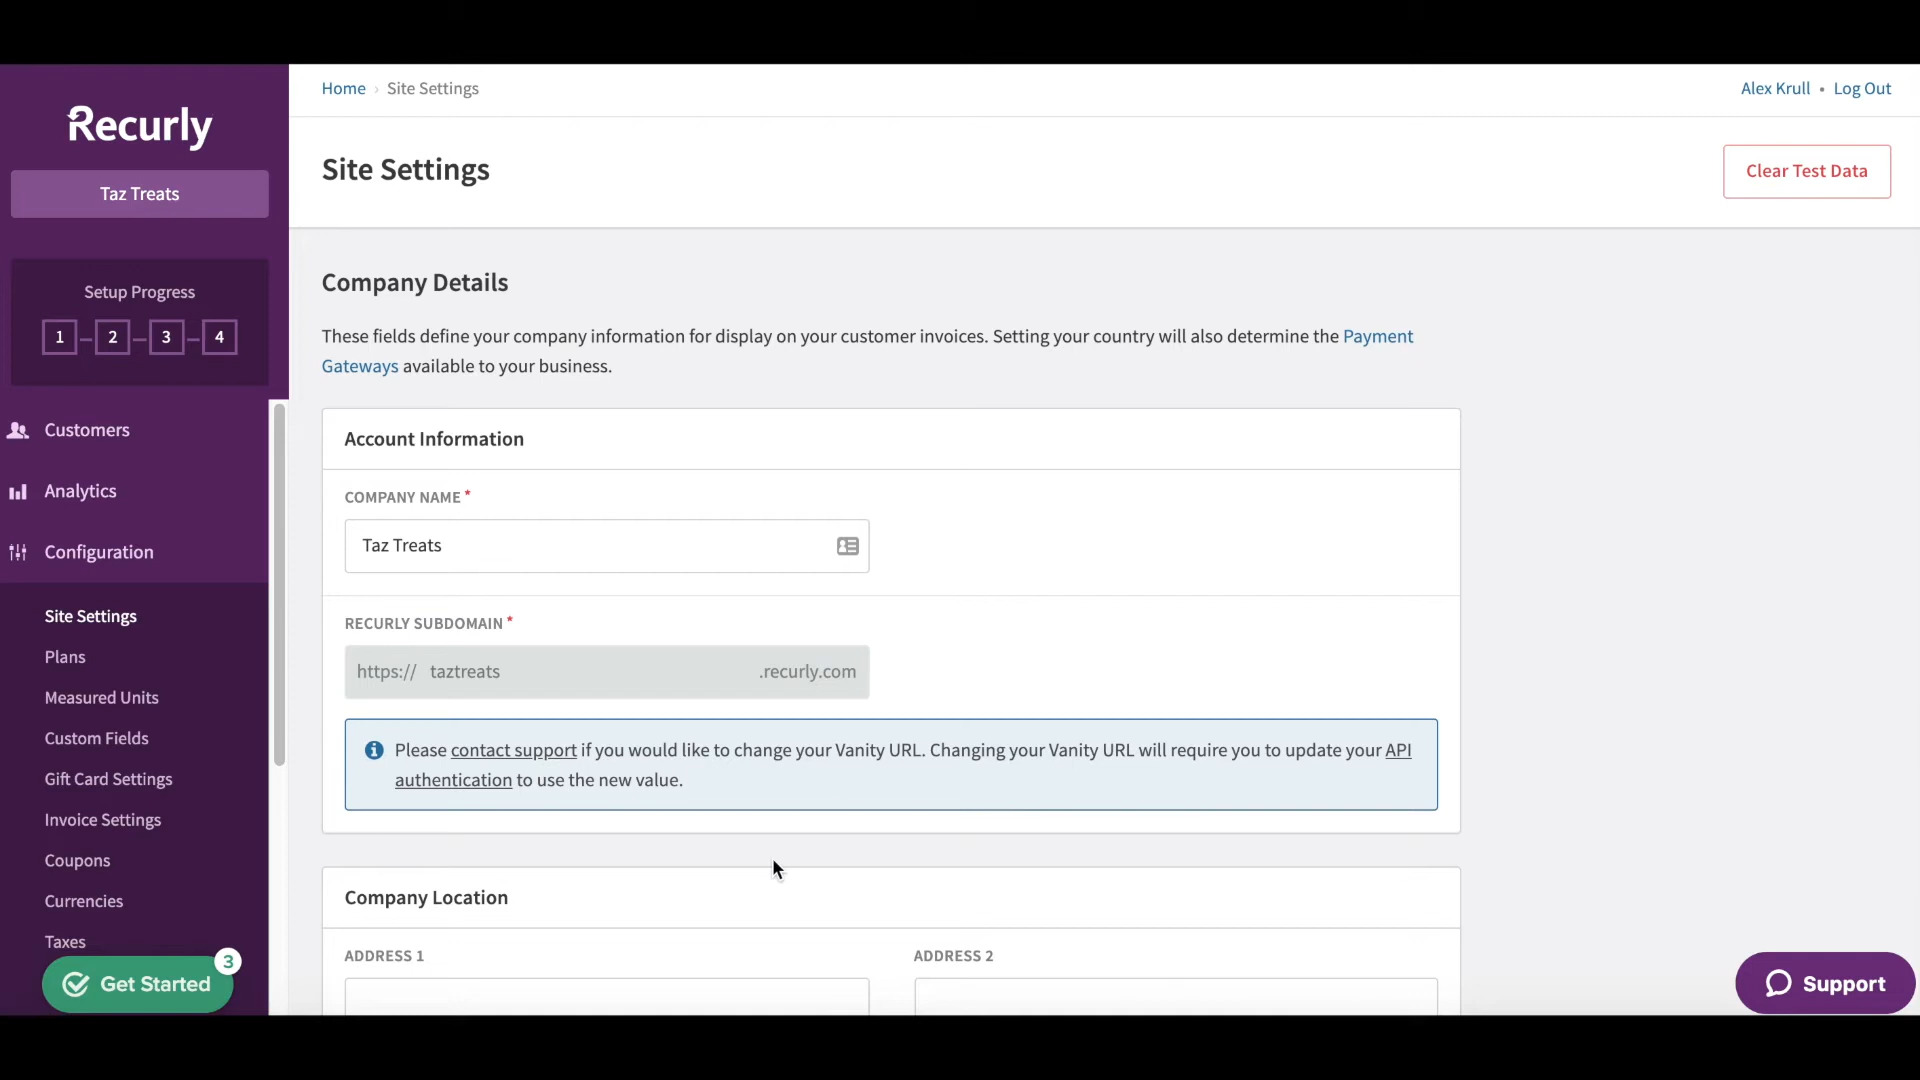 Recurly
Taz Treats
Setup Progress
1
2
3
4
Customers
Analytics
Configuration
Site Settings
Plans
Measured Units
Custom Fields
Gift Card Settings
Invoice Settings
Coupons
Currencies
Taxes
Get Started
3
Home › Site Settings
Alex Krull • Log Out
Site Settings
Clear Test Data
Company Details
These fields define your company information for display on your customer invoices. Setting your country will also determine the Payment
Gateways available to your business.
Account Information
COMPANY NAME *
Taz Treats
RECURLY SUBDOMAIN *
https:// taztreats .recurly.com
Please contact support if you would like to change your Vanity URL. Changing your Vanity URL will require you to update your API
authentication to use the new value.
Company Location
ADDRESS 1
ADDRESS 2
Support